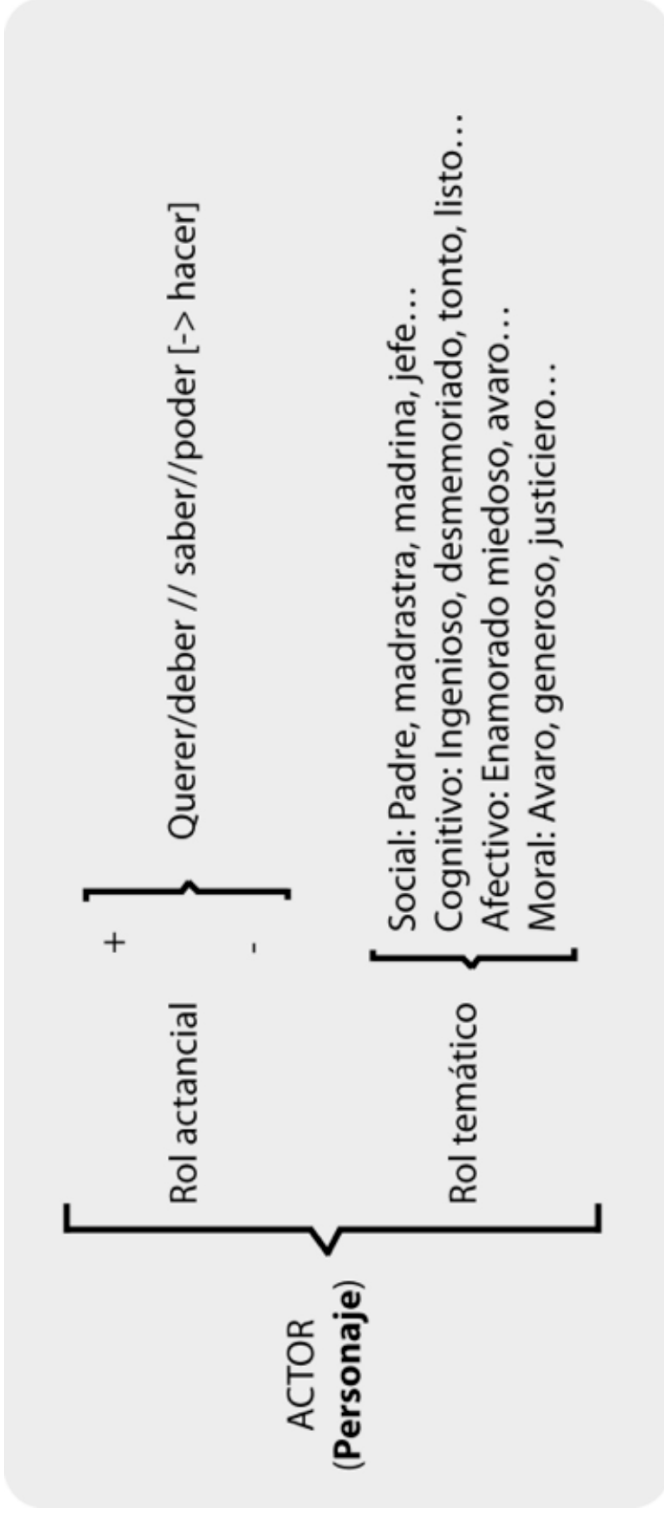 ACTOR
(Personaje)
Rol actancial
+
-
Querer/deber // saber//poder [-> hacer]
Rol temático
Social: Padre, madrastra, madrina, jefe...
Cognitivo: Ingenioso, desmemoriado, tonto, listo...
Afectivo: Enamorado miedoso, avaro...
Moral: Avaro, generoso, justiciero...